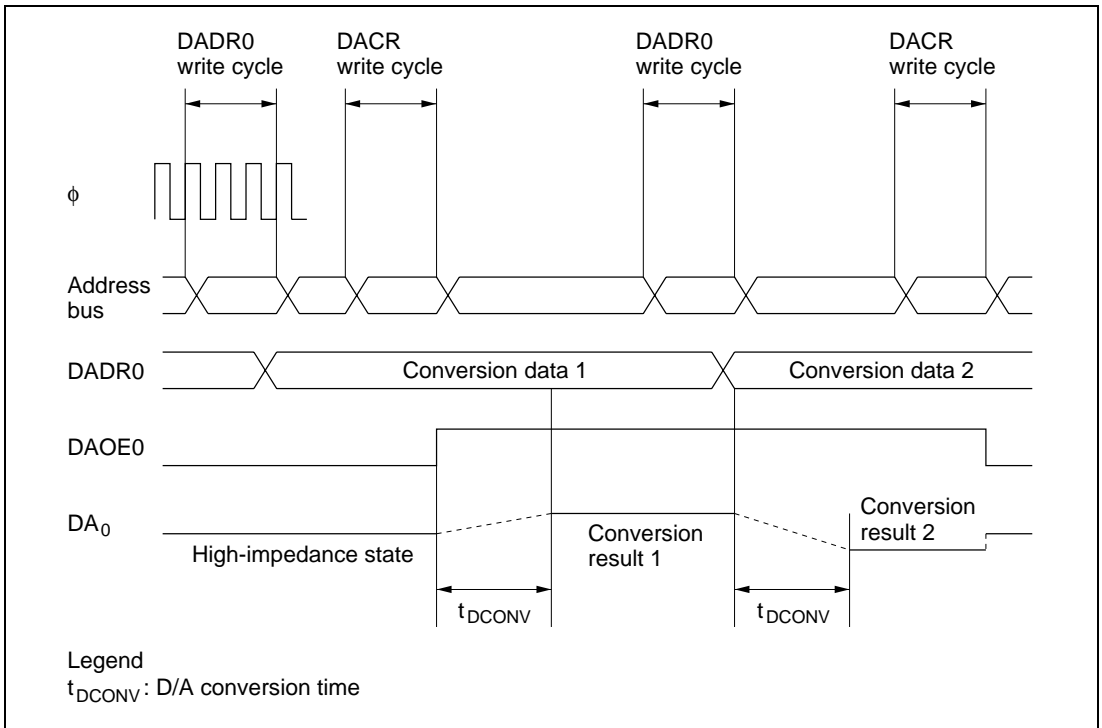 DADR0
write cycle
DACR
write cycle
DADR0
write cycle
DACR
write cycle
ϕ
Address
bus
DADR0
Conversion data 1
Conversion data 2
DAOE0
DA0
High-impedance state
Conversion
result 1
Conversion
result 2
tDCONV
tDCONV
Legend
tDCONV : D/A conversion time